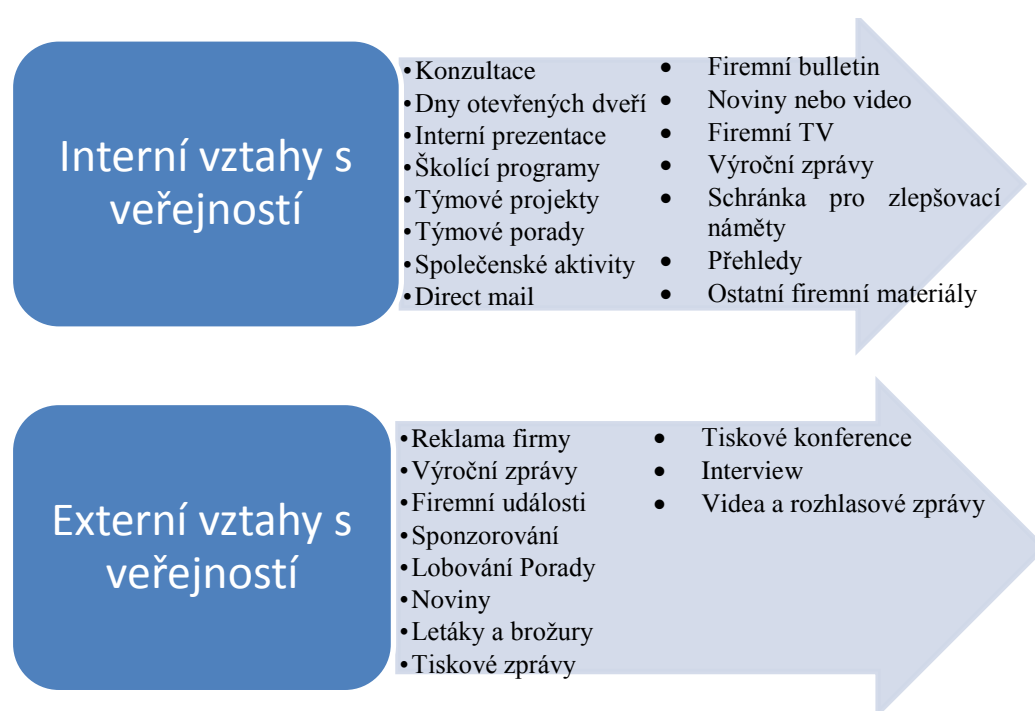 Interní vztahy s
veřejností
•Konzultace
•Dny otevřených dveří
•Interní prezentace
•Školící programy
•Týmové projekty
•Týmové porady
•Společenské aktivity
•Direct mail
• Firemní bulletin
• Noviny nebo video
• Firemní TV
• Výroční zprávy
• Schránka pro zlepšovací
náměty
• Přehledy
• Ostatní firemní materiály
Externí vztahy s
veřejností
•Reklama firmy
•Výroční zprávy
•Firemní události
•Sponzorování
•Lobování Porady
•Noviny
•Letáky a brožury
•Tiskové zprávy
• Tiskové konference
• Interview
• Videa a rozhlasové zprávy